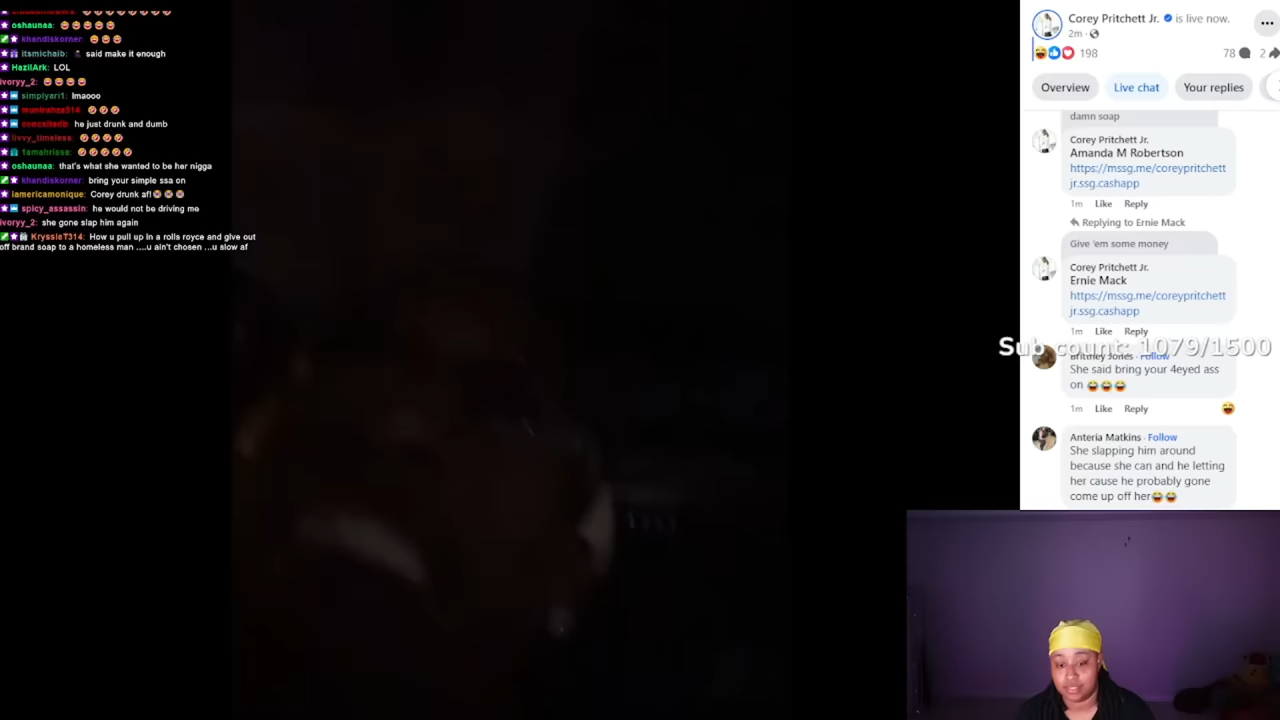 oshaunaa:
khandiskorner:
itsmichaib: said make it enough
HazilArk: LOL
ivoryy_2:
simplyari1: lmaooo
he just drunk and dumb
livvy_timeless:
1amahrissa:
oshaunaa: that's what she wanted to be her nigga
khandiskorner: bring your simple ssa on
iamericamonique: Corey drunk af!
spicy_assassin: he would not be driving me
ivoryy_2: she gone slap him again
KryssieT314: How u pull up in a rolls royce and give out
off brand soap to a homeless man ....u ain't chosen ...u slow af
Corey Pritchett Jr. is live now.
2m
198
78
2
Overview
Live chat
Your replies
damn soap
Corey Pritchett Jr.
Amanda M Robertson
https://mssg.me/coreypritchett
jr.ssg.cashapp
1m Like Reply
Replying to Ernie Mack
Give 'em some money
Corey Pritchett Jr.
Ernie Mack
https://mssg.me/coreypritchett
jr.ssg.cashapp
1m Like Reply
Sub count: 1079/1500
Britney Jones · Follow
She said bring your 4eyed ass
on
1m Like Reply
Anteria Matkins · Follow
She slapping him around
because she can and he letting
her cause he probably gone
come up off her